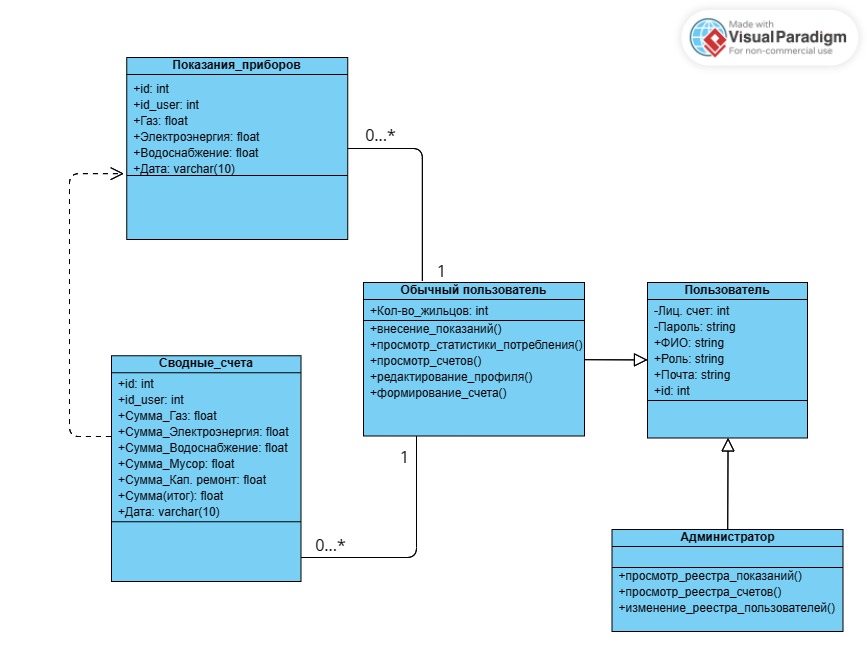 Made with
VisualParadigm
For non-commercial use
Показания_приборов
+id: int
+id_user: int
+Газ: float
+Электроэнергия: float
+Водоснабжение: float
+Дата: varchar(10)
0...*
1
Обычный пользователь
+Кол-во_жильцов: int
+внесение_показаний()
+просмотр_статистики_потребления()
+просмотр_счетов()
+редактирование_профиля()
+формирование_счета()
Пользователь
-Лиц. счет: int
-Пароль: string
+ФИО: string
+Роль: string
+Почта: string
+id: int
Сводные_счета
+id: int
+id_user: int
+Сумма_Газ: float
+Сумма_Электроэнергия: float
+Сумма_Водоснабжение: float
+Сумма_Мусор: float
+Сумма_Кап. ремонт: float
+Сумма(итог): float
+Дата: varchar(10)
1
0...*
Администратор
+просмотр_реестра_показаний()
+просмотр_реестра_счетов()
+изменение_реестра_пользователей()